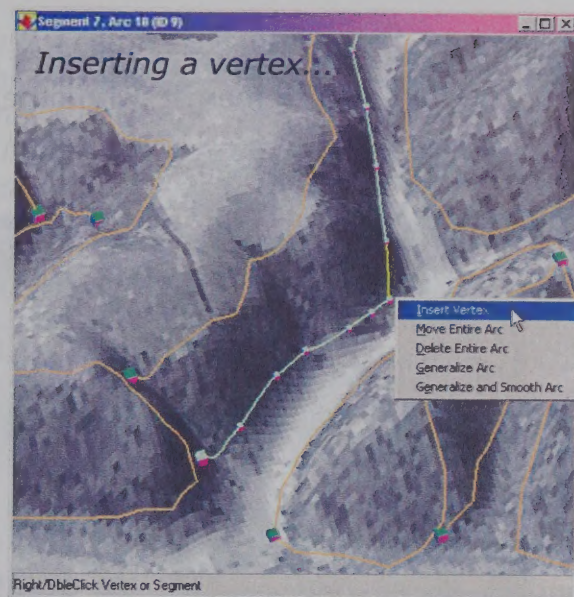 Segment 7, Arc 18 (ID 9)
Inserting a vertex...
Insert Vertex
Move Entire Arc
Delete Entire Arc
Generalize Arc
Generalize and Smooth Arc
Right/DbleClick Vertex or Segment